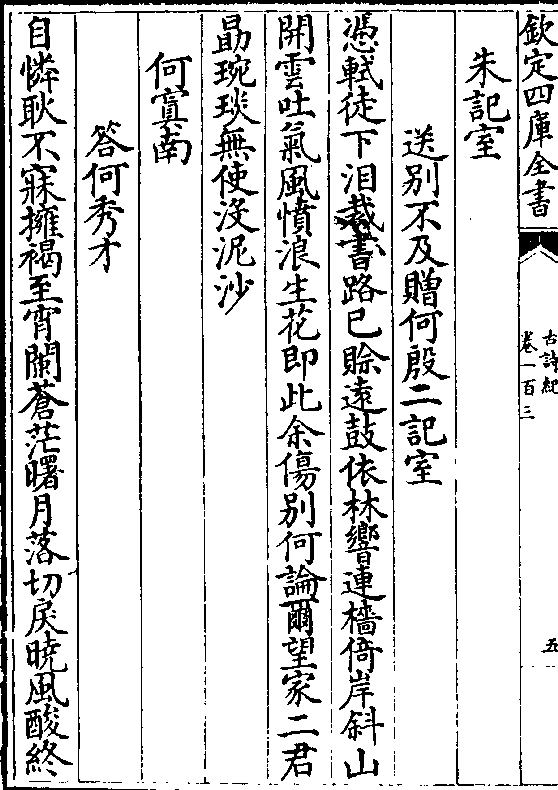 欽定四庫全書
古詩紀
卷一百三
五
朱記室
送别不及贈何殷二記室
憑軾徒下泪裁書路已賒遠鼓依林響連檣倚岸斜山
開雲吐氣風憤浪生花即此余傷别何論爾望家二君
勗琬琰無使沒泥沙
何寘南
答何秀才
自憐耿不寐擁褐至宵闌蒼茫曙月落切戾曉風酸終